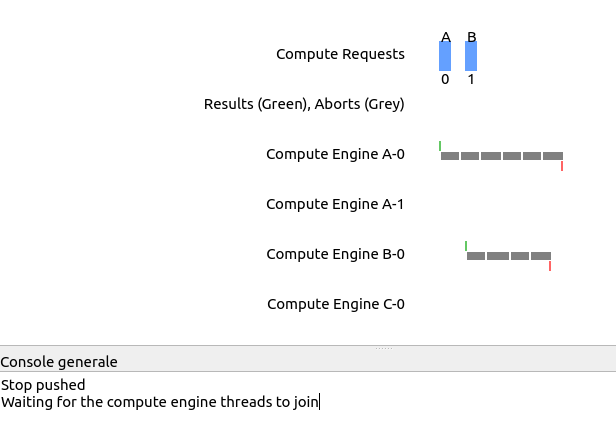 A B
Compute Requests
0 1
Results (Green), Aborts (Grey)
Compute Engine A-0
Compute Engine A-1
Compute Engine B-0
Compute Engine C-0
Console generale
Stop pushed
Waiting for the compute engine threads to join